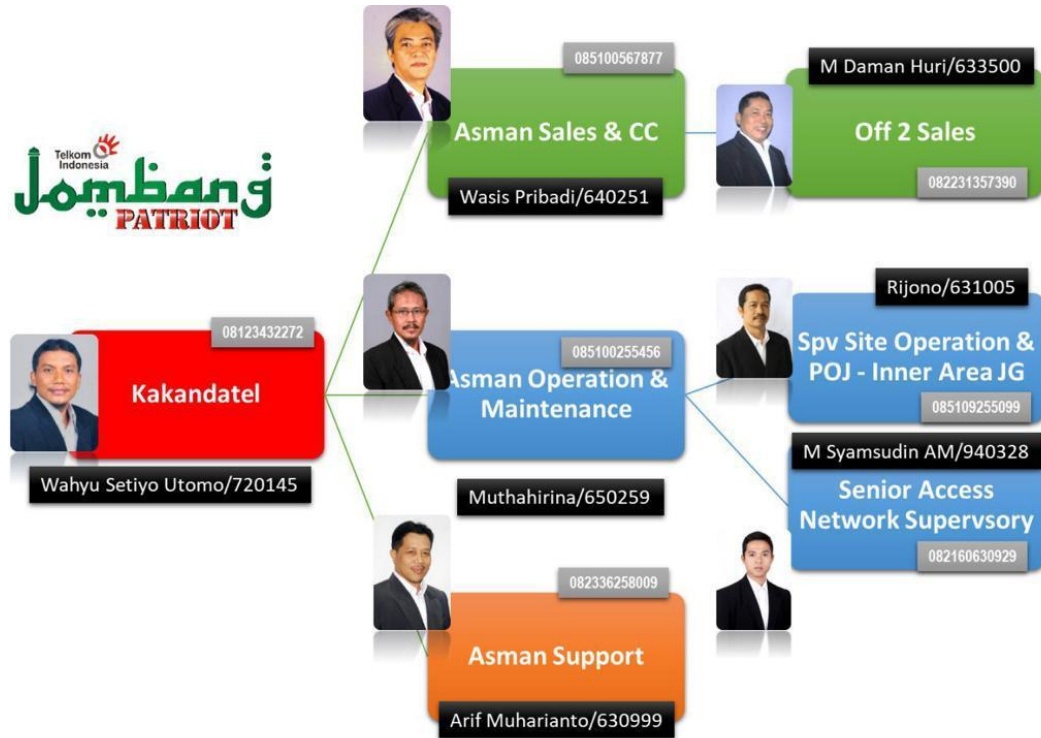 Telkom
Indonesia
Jombang
PATRIOT
08123432272
Kakandatel
Wahyu Setiyo Utomo/720145
085100567877
Asman Sales & CC
Wasis Pribadi/640251
M Daman Huri/633500
Off 2 Sales
082231357390
085100255456
Asman Operation &
Maintenance
Muthahirina/650259
Rijono/631005
Spv Site Operation &
POJ - Inner Area JG
085109255099
M Syamsudin AM/940328
Senior Access
Network Supervsory
082160630929
082336258009
Asman Support
Arif Muharianto/630999